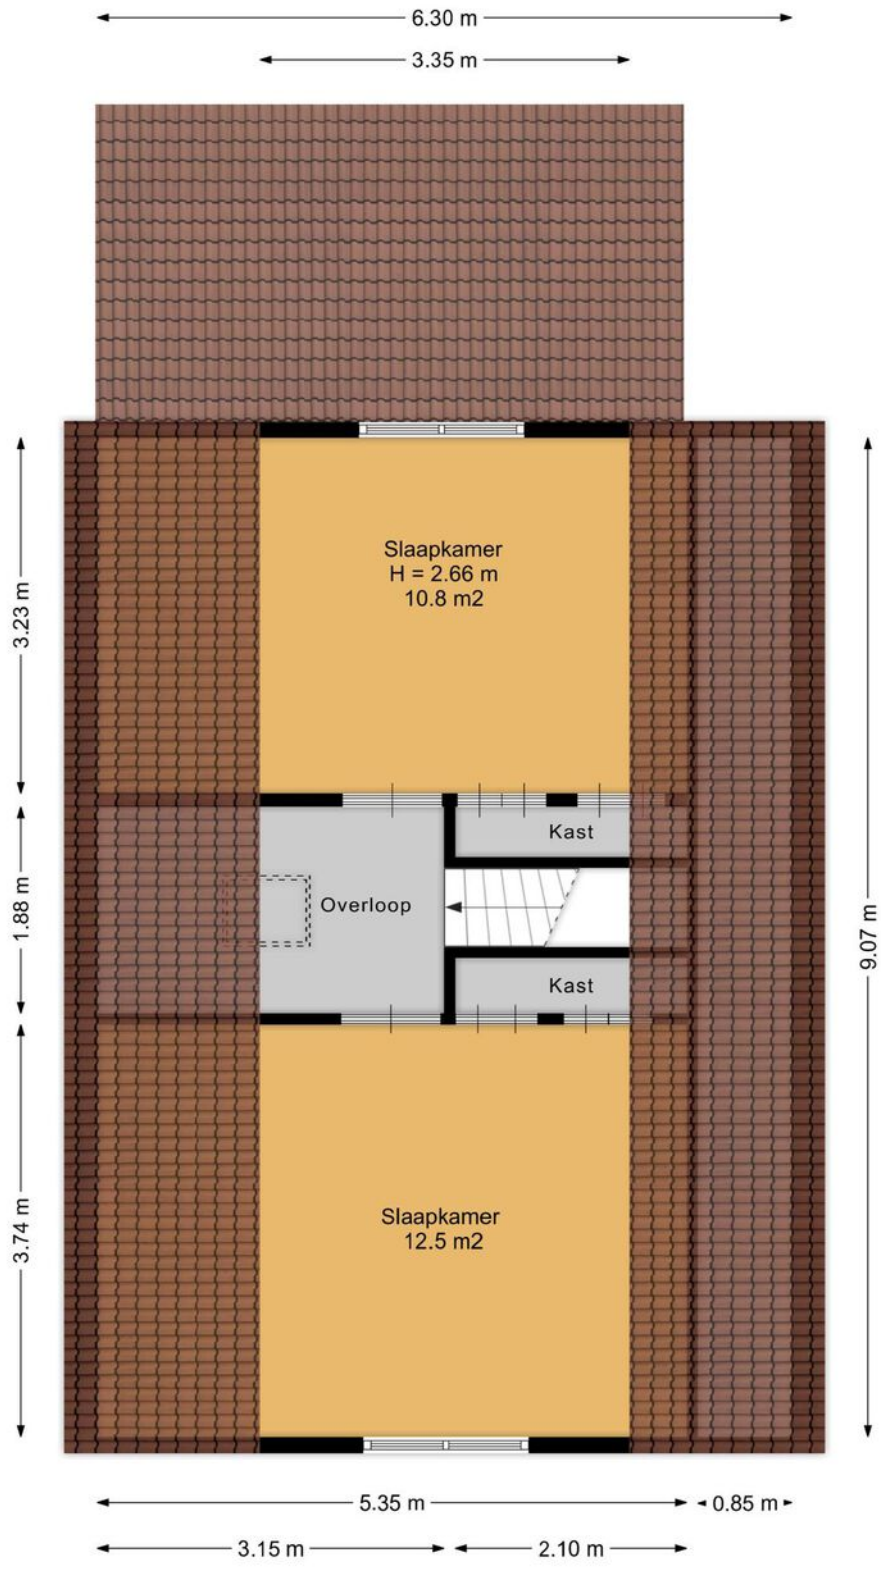 6.30 m
3.35 m
Slaapkamer
H = 2.66 m
10.8 m2
3.23 m
Kast
Overloop
1.88 m
9.07 m
Kast
Slaapkamer
12.5 m2
3.74 m
5.35 m
0.85 m
3.15 m
2.10 m